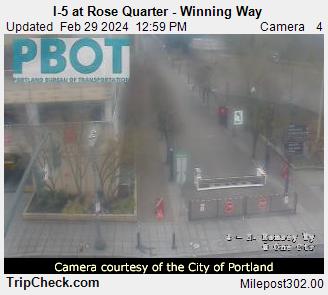 I-5 at Rose Quarter - Winning Way
Updated Feb 29 2024 12:59 PM Camera 4
PBOT
PORTLAND BUREAU OF TRANSPORTATION
Camera courtesy of the City of Portland
TripCheck.com Milepost302.00